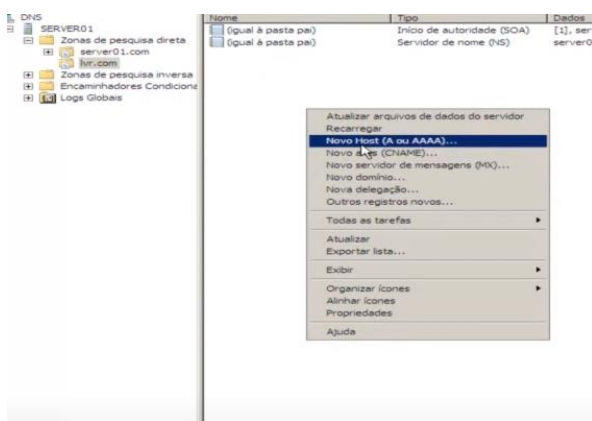 DNS
SERVER01
Zonas de pesquisa direta
server01.com
lvr.com
Zonas de pesquisa inversa
Encaminhadores Condiciona
Logs Globais
Nome Tipo Dados
(igual à pasta pai) Início de autoridade (SOA) [1], ser
(igual à pasta pai) Servidor de nome (NS) server0
Atualizar arquivos de dados do servidor
Recarregar
Novo Host (A ou AAAA)...
Novo (CNAME)...
Novo servidor de mensagens (MX)...
Novo domínio...
Nova delegação...
Outros registros novos...
Todas as tarefas
Atualizar
Exportar lista...
Exibir
Organizar ícones
Alinhar ícones
Propriedades
Ajuda